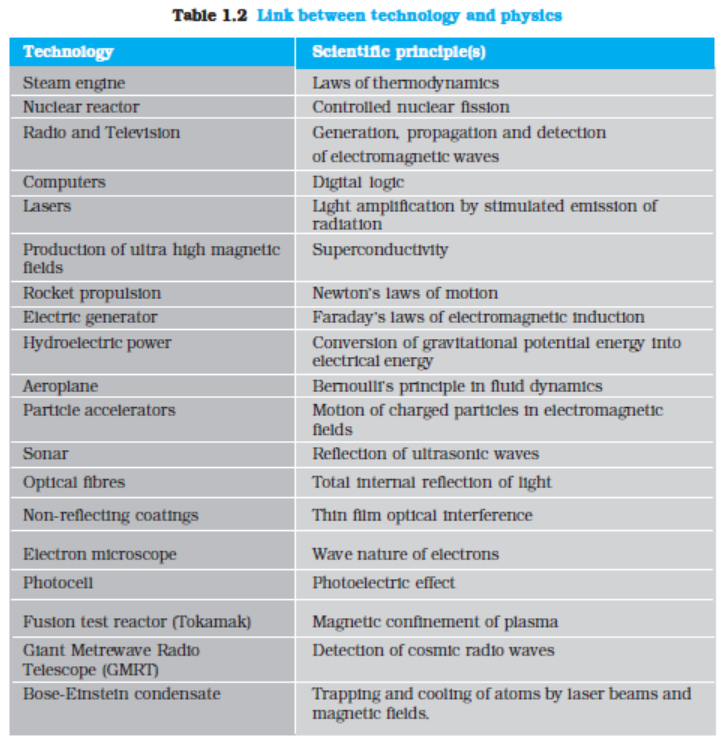 Table 1.2 Link between technology and physics
Technology Scientific principle(s)
Steam engine Laws of thermodynamics
Nuclear reactor Controlled nuclear fission
Radio and Television Generation, propagation and detection
of electromagnetic waves
Computers Digital logic
Lasers Light amplification by stimulated emission of
radiation
Production of ultra high magnetic Superconductivity
fields
Rocket propulsion Newton's laws of motion
Electric generator Faraday's laws of electromagnetic induction
Hydroelectric power Conversion of gravitational potential energy into
electrical energy
Aeroplane Bernoulli's principle in fluid dynamics
Particle accelerators Motion of charged particles in electromagnetic
fields
Sonar Reflection of ultrasonic waves
Optical fibres Total internal reflection of light
Non-reflecting coatings Thin film optical interference
Electron microscope Wave nature of electrons
Photocell Photoelectric effect
Fusion test reactor (Tokamak) Magnetic confinement of plasma
Giant Metrewave Radio Detection of cosmic radio waves
Telescope (GMRT)
Bose-Einstein condensate Trapping and cooling of atoms by laser beams and
magnetic fields.